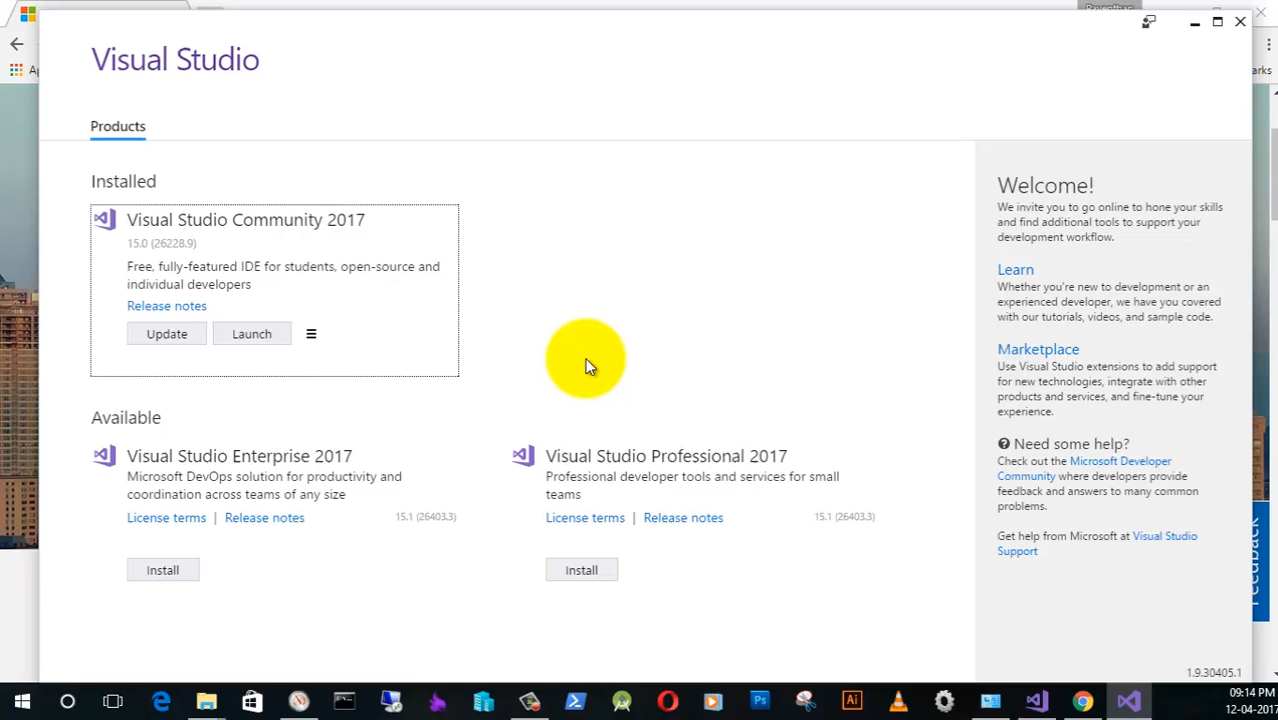 Visual Studio
Products
Installed
Visual Studio Community 2017
15.0 (26228.9)
Free, fully-featured IDE for students, open-source and
individual developers
Release notes
Update
Launch
Available
Visual Studio Enterprise 2017
Microsoft DevOps solution for productivity and
coordination across teams of any size
License terms | Release notes
15.1 (26403.3)
Install
Visual Studio Professional 2017
Professional developer tools and services for small
teams
License terms | Release notes
15.1 (26403.3)
Install
Welcome!
We invite you to go online to hone your skills
and find additional tools to support your
development workflow.
Learn
Whether you're new to development or an
experienced developer, we have you covered
with our tutorials, videos, and sample code.
Marketplace
Use Visual Studio extensions to add support
for new technologies, integrate with other
products and services, and fine-tune your
experience.
Need some help?
Check out the Microsoft Developer
Community where developers provide
feedback and answers to many common
problems.
Get help from Microsoft at Visual Studio
Support
1.9.30405.1
Feedback
Ai
Ps
09:14 PM
12-04-2017